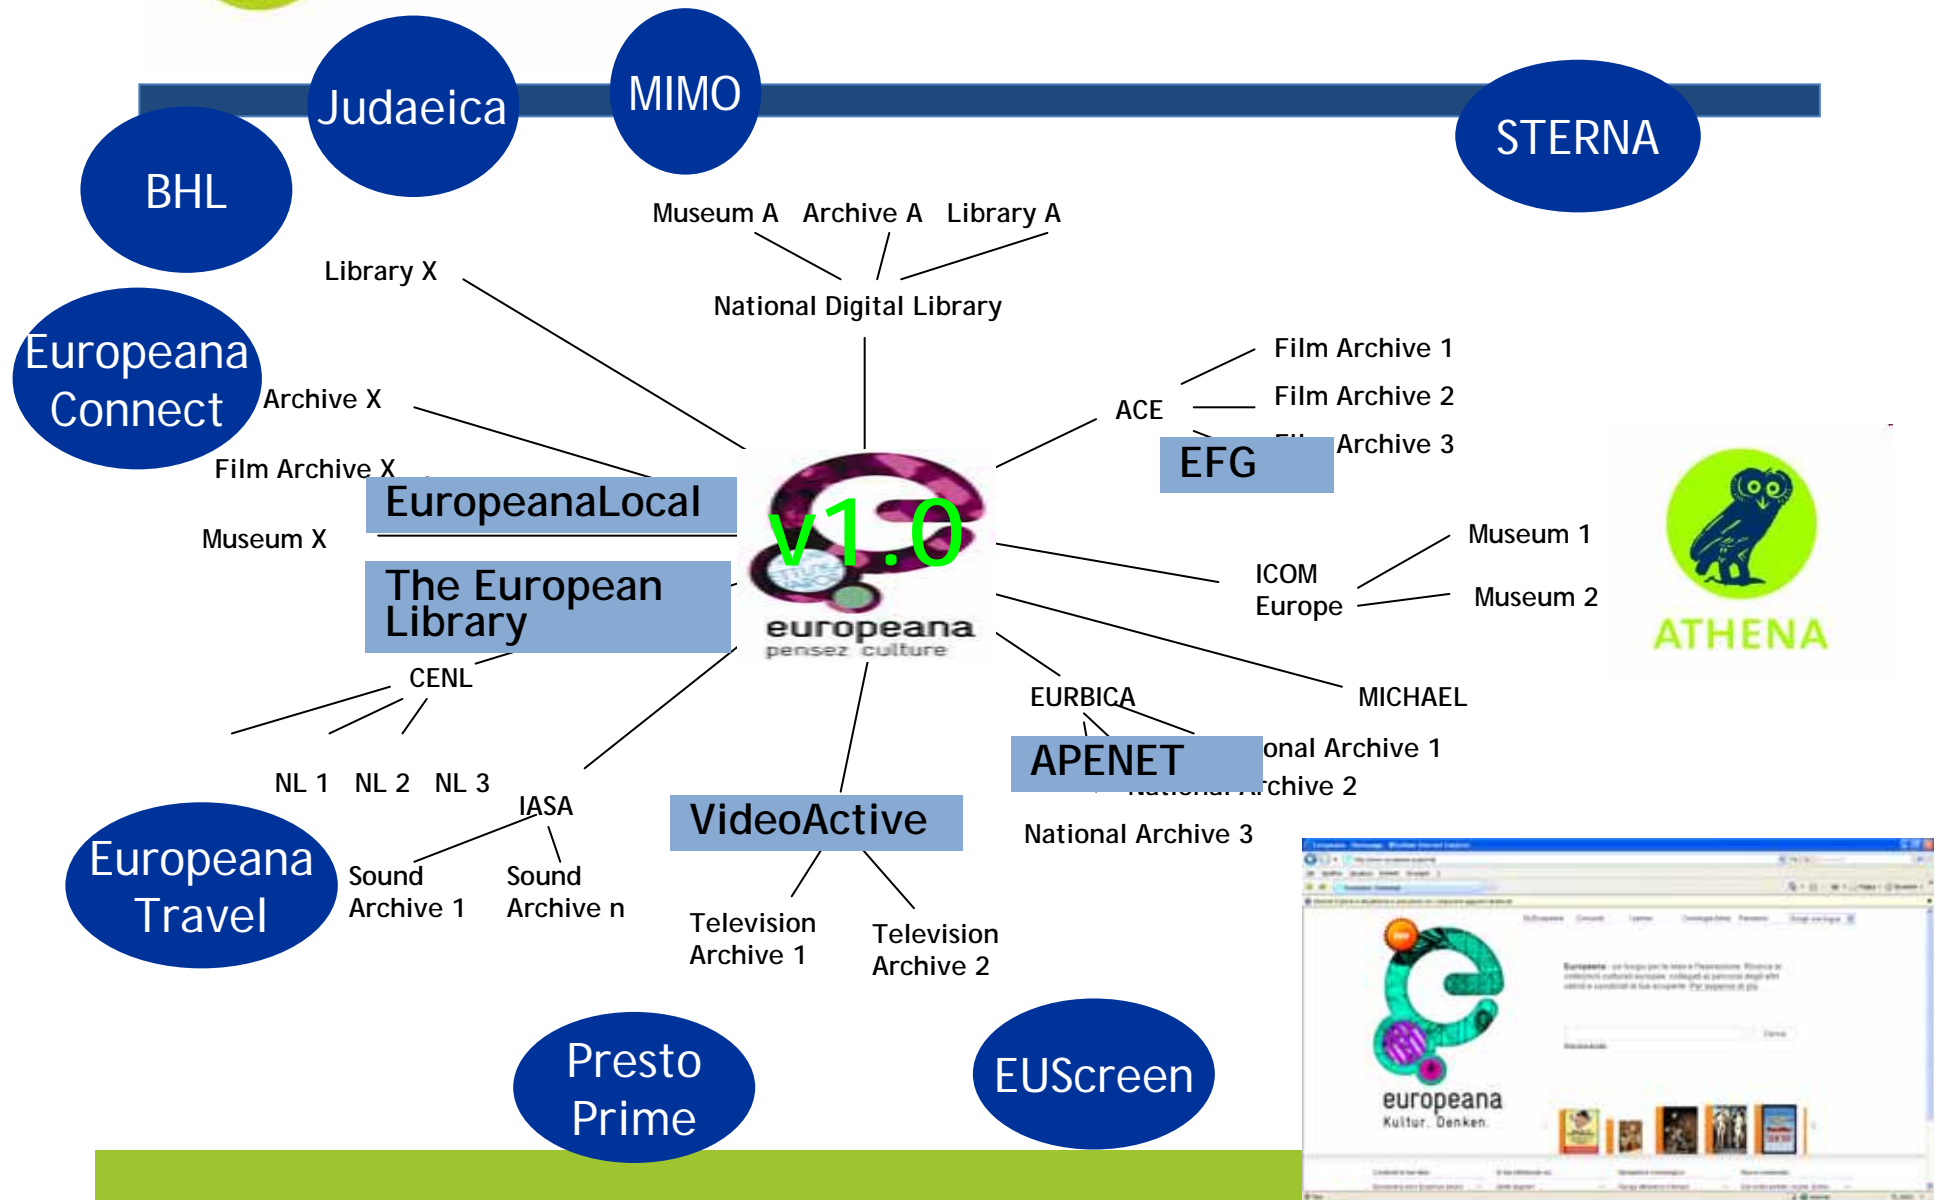 Judaeica
MIMO
STERNA
BHL
Museum A Archive A Library A
Library X
National Digital Library
Europeana
Connect
Film Archive 1
Film Archive 2
Archive 3
ACE
EFG
Archive X
Film Archive X
EuropeanaLocal
Museum X
The European
Library
v1.0
europeana
pensez culture
ICOM
Europe
Museum 1
Museum 2
ATHENA
CENL
EURBICA
MICHAEL
NL 1 NL 2 NL 3
IASA
VideoActive
APENET
onal Archive 1
Archive 2
National Archive 3
Europeana
Travel
Sound
Archive 1
Sound
Archive n
Television
Archive 1
Television
Archive 2
Presto
Prime
EUScreen
europeana
Kultur. Denken.